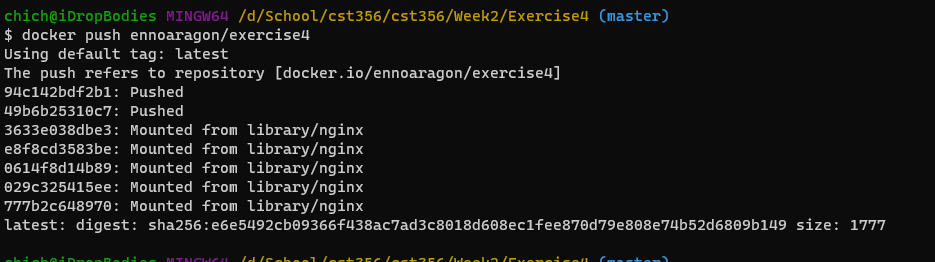 chich@iDropBodies MINGW64 /d/School/cst356/cst356/Week2/Exercise4 (master)
$ docker push ennoaragon/exercise4
Using default tag: latest
The push refers to repository [docker.io/ennoaragon/exercise4]
94c142bdf2b1: Pushed
49b6b25310c7: Pushed
3633e038dbe3: Mounted from library/nginx
e8f8cd3583be: Mounted from library/nginx
0614f8d14b89: Mounted from library/nginx
029c325415ee: Mounted from library/nginx
777b2c648970: Mounted from library/nginx
latest: digest: sha256:e6e5492cb09366f438ac7ad3c8018d608ec1fee870d79e808e74b52d6809b149 size: 1777
chich@iDropBodies MINGW64 /d/School/cst356/cst356/Week2/Exercise4 (master)